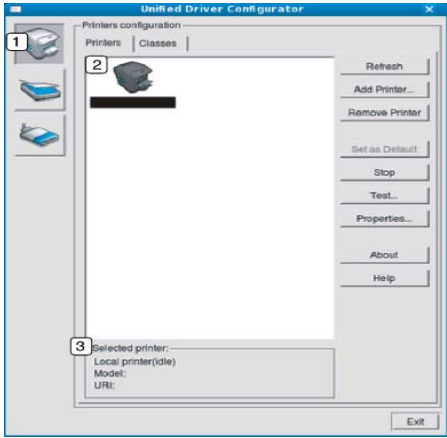 Unified Driver Configurator
Printers configuration
1
Printers
Classes
2
Refresh
Add Printer...
Remove Printer
Set as Default
Stop
Test...
Properties...
About
Help
3
Selected printer:
Local printer(idle)
Model:
URI:
Exit